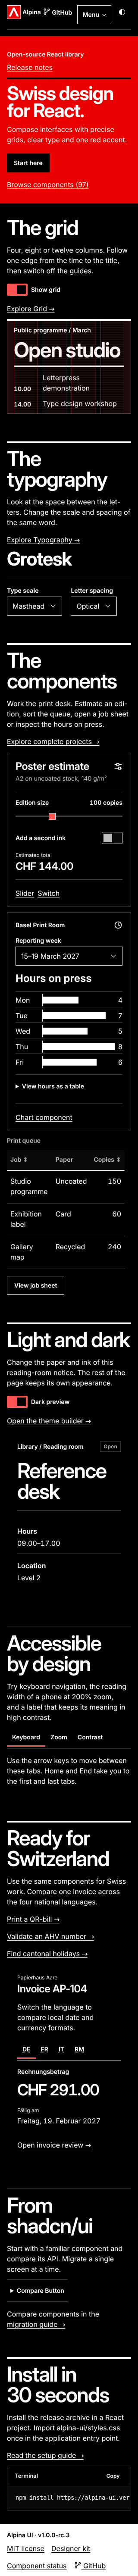 Alpina GitHub Menu
Open-source React library
Release notes
Swiss design
for React.
Compose interfaces with precise
grids, clear type and one red accent.
Start here
Browse components (97)
The grid
Four, eight or twelve columns. Follow
one edge from the time to the title,
then switch off the guides.
Show grid
Explore Grid →
Public programme / March
Open studio
10.00 Letterpress
demonstration
14.00 Type design workshop
The
typography
Look at the space between the let-
ters. Change the scale and spacing of
the same word.
Explore Typography →
Grotesk
Type scale Letter spacing
Masthead Optical
The
components
Work the print desk. Estimate an edi-
tion, sort the queue, open a job sheet
or inspect the hours on press.
Explore complete projects →
Poster estimate
A2 on uncoated stock, 140 g/m²
Edition size 100 copies
Add a second ink
Estimated total
CHF 144.00
Slider Switch
Basel Print Room
Reporting week
15–19 March 2027
Hours on press
Mon 4
Tue 7
Wed 5
Thu 8
Fri 6
View hours as a table
Chart component
Print queue
Job ↕ Paper Copies ↕
Studio
programme Uncoated 150
Exhibition
label Card 60
Gallery
map Recycled 240
View job sheet
Light and dark
Change the paper and ink of this
reading-room notice. The rest of the
page keeps its own appearance.
Dark preview
Open the theme builder →
Library / Reading room Open
Reference
desk
Hours
09.00–17.00
Location
Level 2
Accessible
by design
Try keyboard navigation, the reading
width of a phone at 200% zoom,
and a label that keeps its meaning in
high contrast.
Keyboard Zoom Contrast
Use the arrow keys to move between
these tabs. Home and End take you to
the first and last tabs.
Ready for
Switzerland
Use the same components for Swiss
work. Compare one invoice across
the four national languages.
Print a QR-bill →
Validate an AHV number →
Find cantonal holidays →
Papierhaus Aare
Invoice AP-104
Switch the language to
compare local date and
currency formats.
DE FR IT RM
Rechnungsbetrag
CHF 291.00
Fällig am
Freitag, 19. Februar 2027
Open invoice review →
From
shadcn/ui
Start with a familiar component and
compare its API. Migrate a single
screen at a time.
Compare Button
Compare components in the
migration guide →
Install in
30 seconds
Install the release archive in a React
project. Import alpina-ui/styles.css
once in the application entry point.
Read the setup guide →
Terminal Copy
npm install https://alpina-ui.ver
Alpina UI · v1.0.0-rc.3
MIT license Designer kit
Component status GitHub